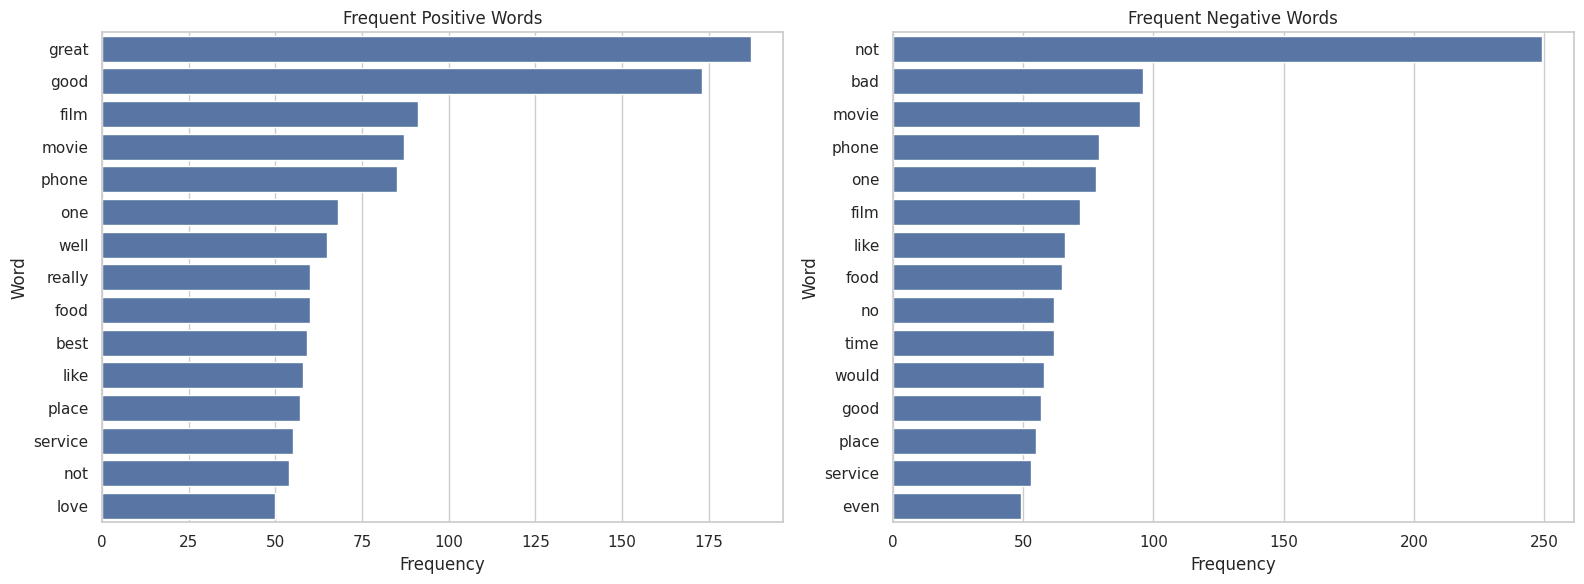 Frequent Positive Words
Word
great
good
film
movie
phone
one
well
really
food
best
like
place
service
not
love
0 25 50 75 100 125 150 175
Frequency
Frequent Negative Words
Word
not
bad
movie
phone
one
film
like
food
no
time
would
good
place
service
even
0 50 100 150 200 250
Frequency